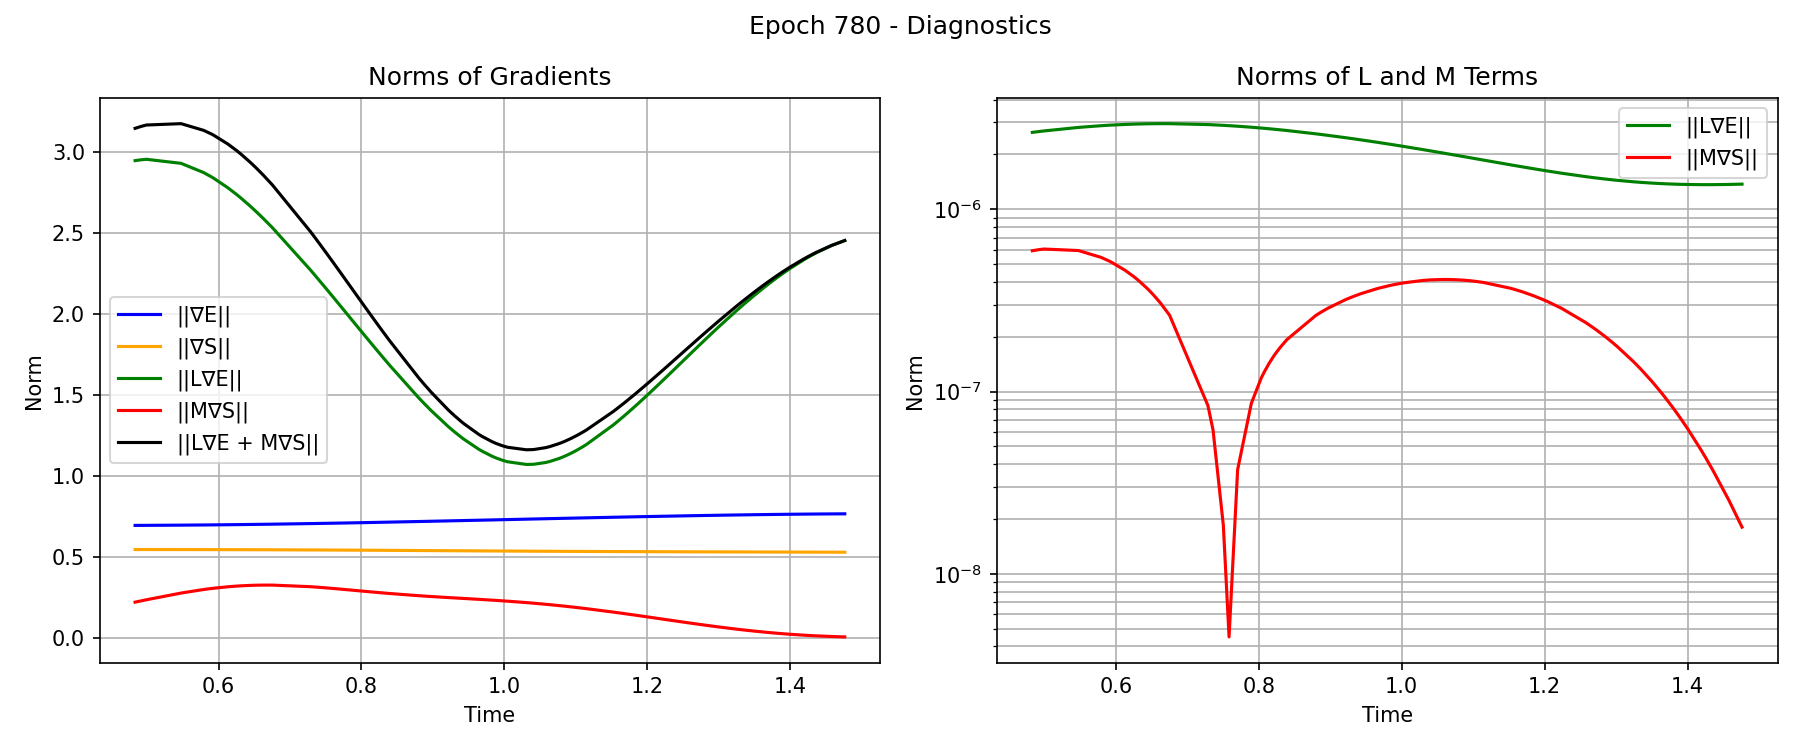 Epoch 780 - Diagnostics
Norms of Gradients
Norm
3.0
2.5
2.0
1.5
1.0
0.5
0.0
||∇E||
||∇S||
||L∇E||
||M∇S||
||L∇E + M∇S||
0.6 0.8 1.0 1.2 1.4
Time
Norms of L and M Terms
Norm
10⁻⁶
10⁻⁷
10⁻⁸
||L∇E||
||M∇S||
0.6 0.8 1.0 1.2 1.4
Time